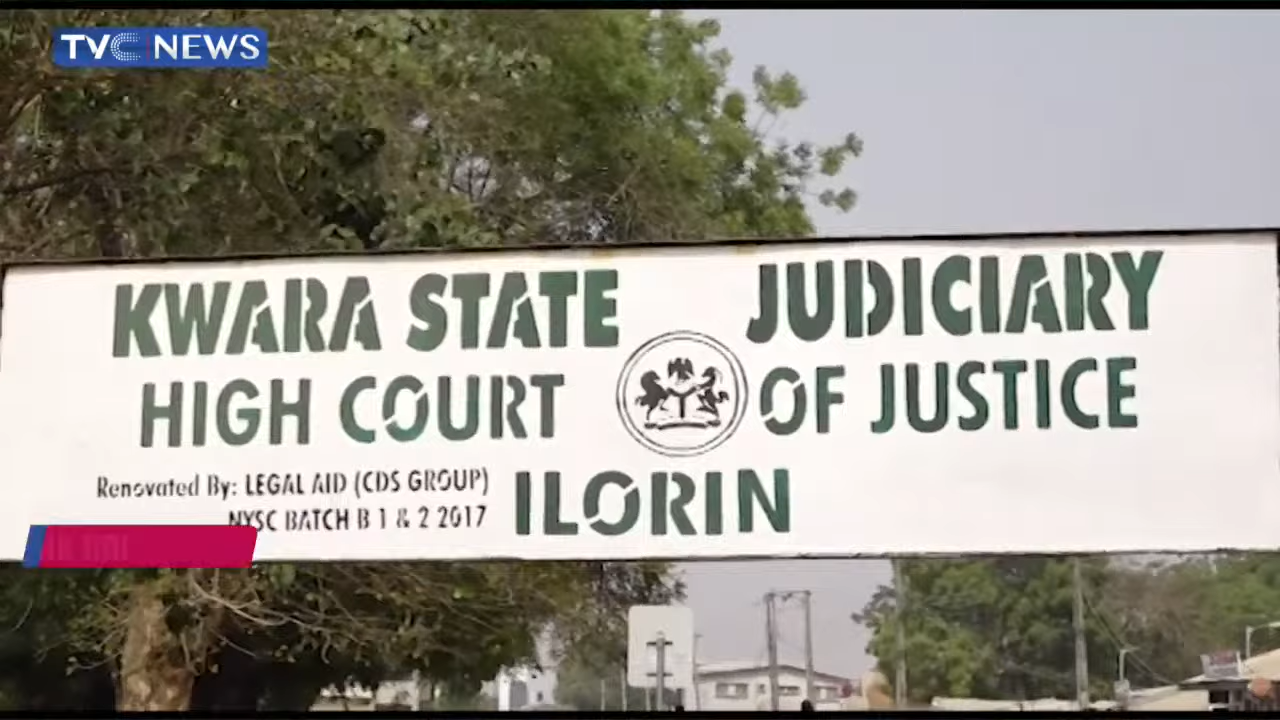 TVC NEWS
KWARA STATE JUDICIARY
HIGH COURT OF JUSTICE
Renovated By: LEGAL AID (CDS GROUP)
NYSC BATCH B 1 & 2 2017
ILORIN